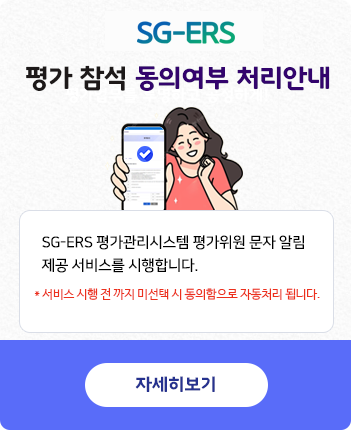 SG-ERS
평가 참석 동의여부 처리안내
SG-ERS 평가관리시스템 평가위원 문자 알림
제공 서비스를 시행합니다.
* 서비스 시행 전 까지 미선택 시 동의함으로 자동처리 됩니다.
자세히보기